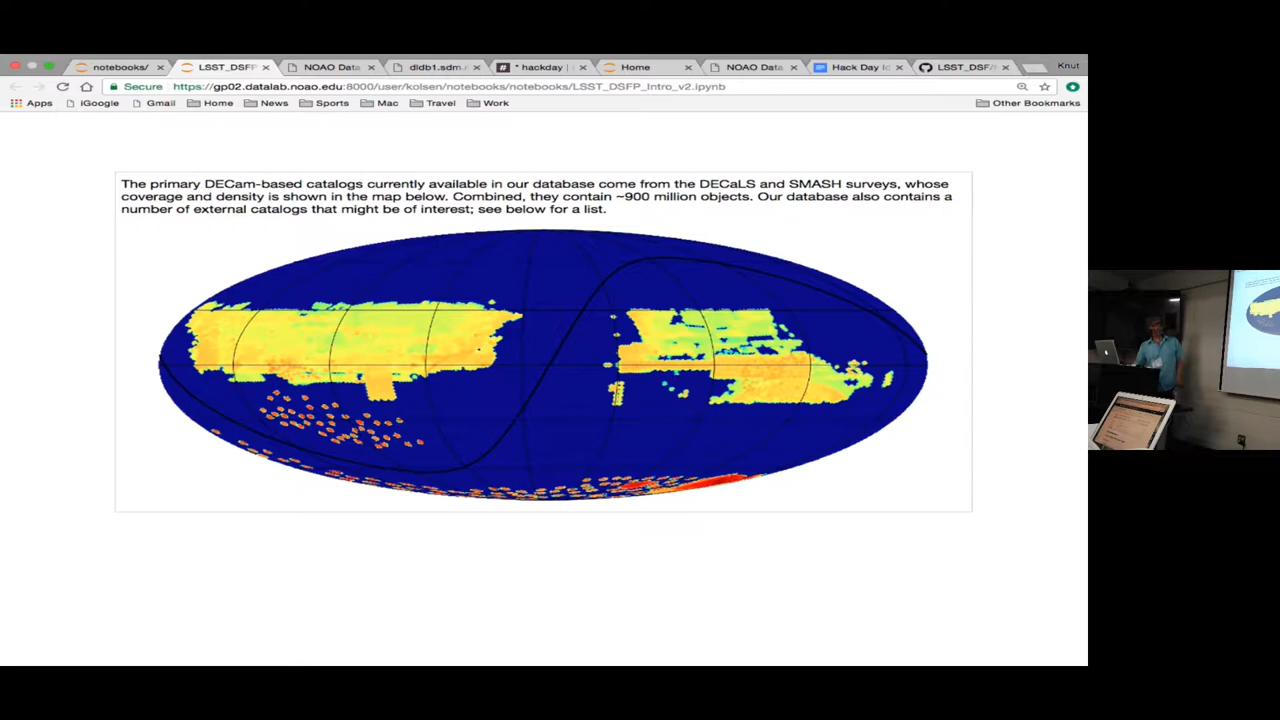 notebooks/
LSST_DSFP
NOAO Data
dldb1.sdm.
* hackday |
Home
NOAO Data
Hack Day Id
LSST_DSFP/
Knut
Secure
https://gp02.datalab.noao.edu:8000/user/kolsen/notebooks/notebooks/LSST_DSFP_Intro_v2.ipynb
Apps
iGoogle
Gmail
Home
News
Sports
Mac
Travel
Work
Other Bookmarks
The primary DECam-based catalogs currently available in our database come from the DECaLS and SMASH surveys, whose
coverage and density is shown in the map below. Combined, they contain ~900 million objects. Our database also contains a
number of external catalogs that might be of interest; see below for a list.